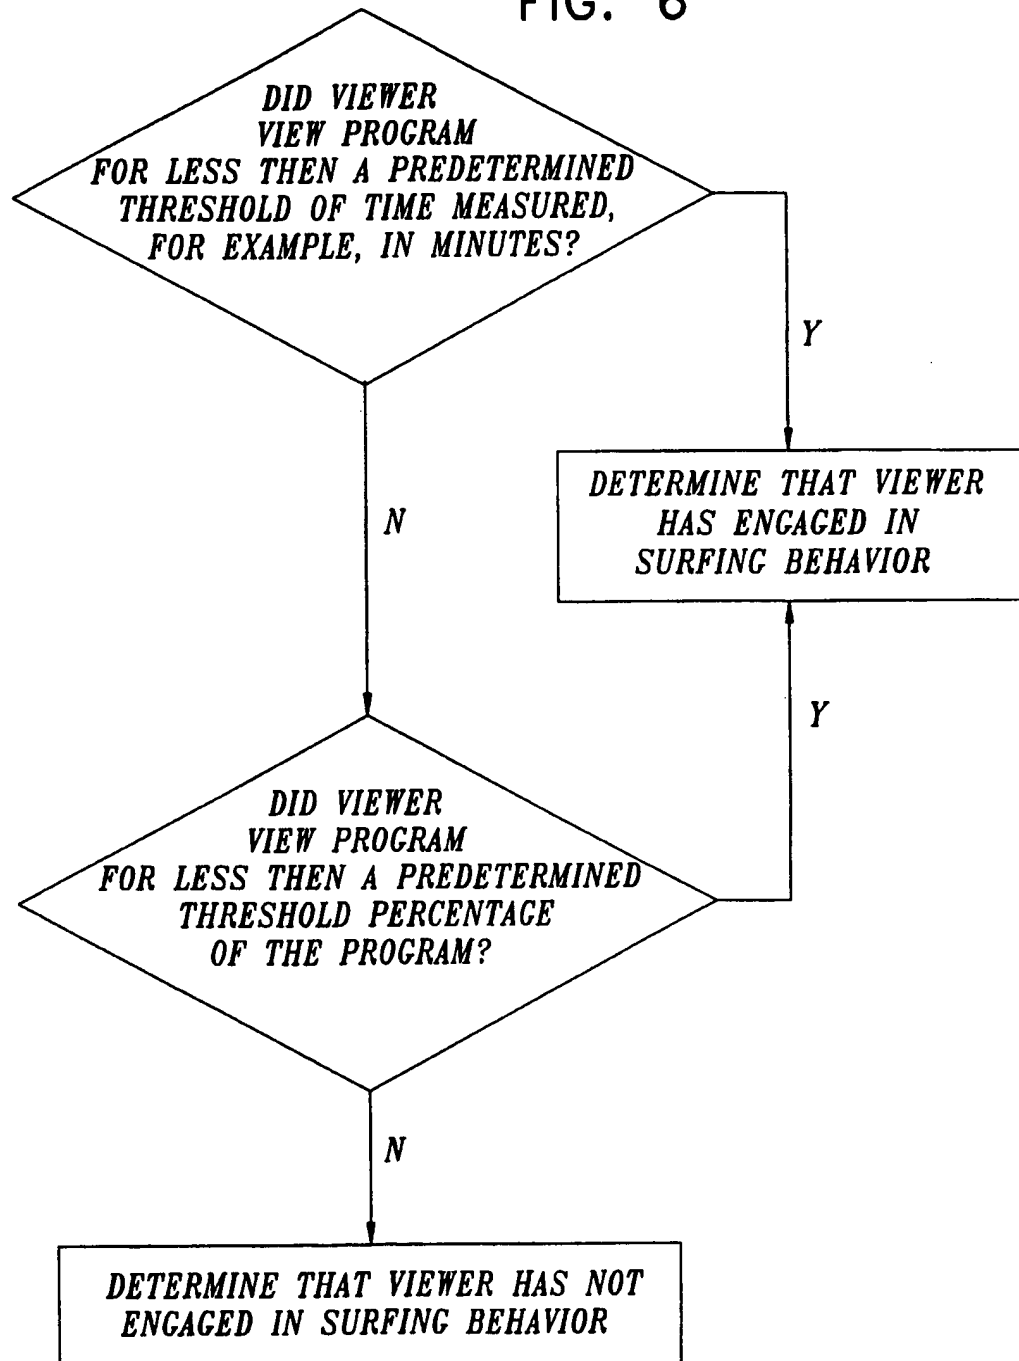 FIG. 6
DID VIEWER
VIEW PROGRAM
FOR LESS THEN A PREDETERMINED
THRESHOLD OF TIME MEASURED,
FOR EXAMPLE, IN MINUTES?
Y
N
DETERMINE THAT VIEWER
HAS ENGAGED IN
SURFING BEHAVIOR
Y
DID VIEWER
VIEW PROGRAM
FOR LESS THEN A PREDETERMINED
THRESHOLD PERCENTAGE
OF THE PROGRAM?
N
DETERMINE THAT VIEWER HAS NOT
ENGAGED IN SURFING BEHAVIOR